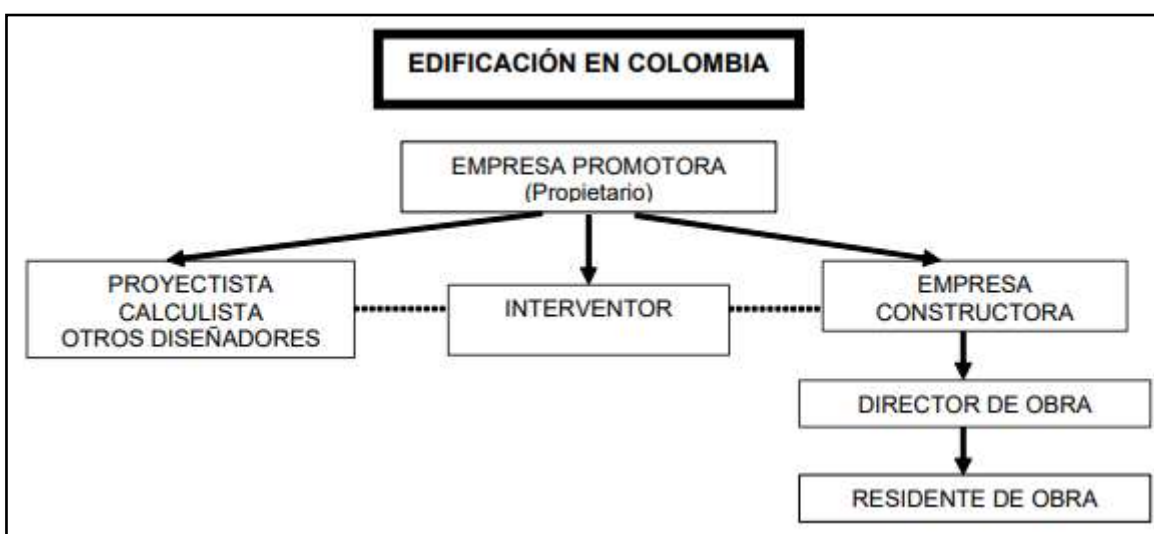 EDIFICACIÓN EN COLOMBIA
EMPRESA PROMOTORA
(Propietario)
PROYECTISTA
CALCULISTA
OTROS DISEÑADORES
INTERVENTOR
EMPRESA
CONSTRUCTORA
DIRECTOR DE OBRA
RESIDENTE DE OBRA